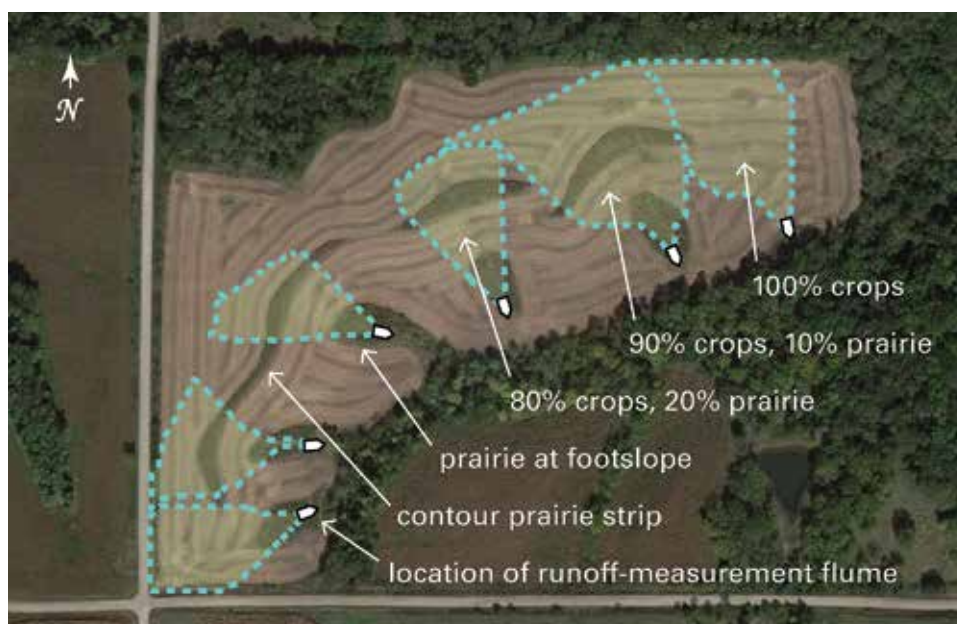 N
100% crops
90% crops, 10% prairie
80% crops, 20% prairie
prairie at footslope
contour prairie strip
location of runoff-measurement flume